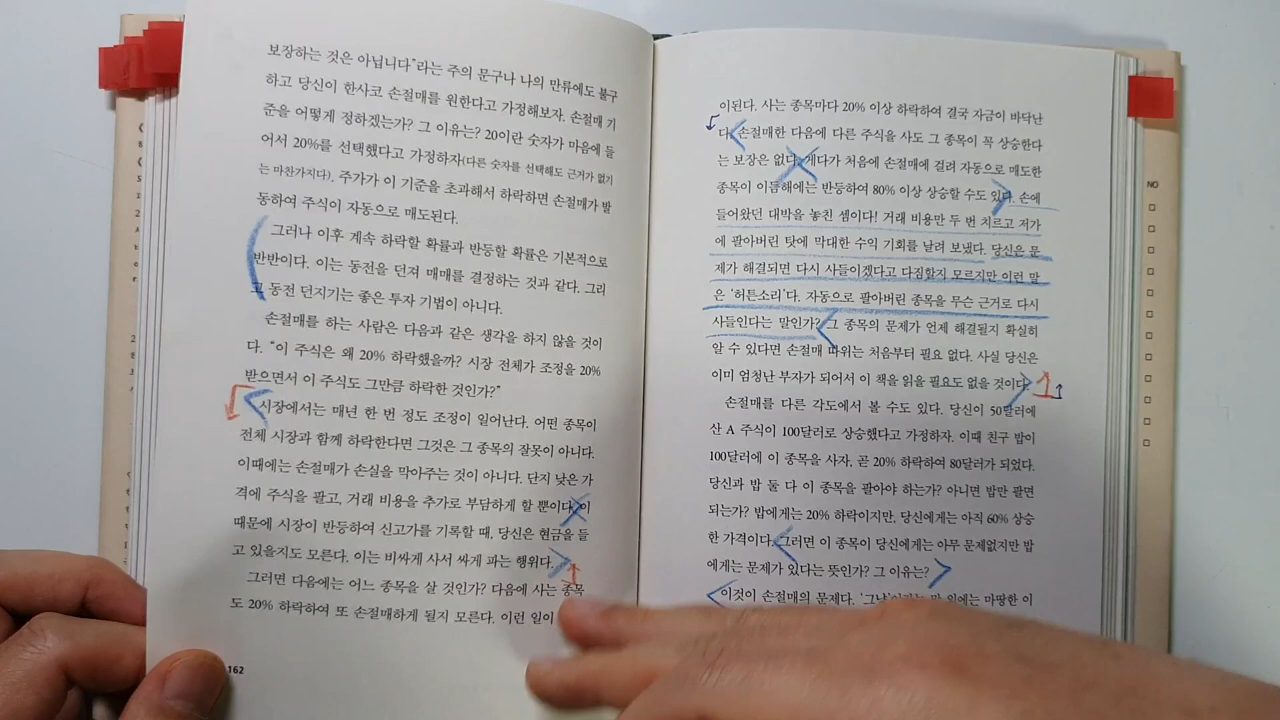 보장하는 것은 아닙니다"라는 주의 문구나 나의 만류에도 불구
하고 당신이 한사코 손절매를 원한다고 가정해보자. 손절매 기
준을 어떻게 정하겠는가? 그 이유는? 20이란 숫자가 마음에 들
어서 20%를 선택했다고 가정하자(다른 숫자를 선택해도 근거가 없기
는 마찬가지다). 주가가 이 기준을 초과해서 하락하면 손절매가 발
동하여 주식이 자동으로 매도된다.
그러나 이후 계속 하락할 확률과 반등할 확률은 기본적으로
반반이다. 이는 동전을 던져 매매를 결정하는 것과 같다. 그리
고 동전 던지기는 좋은 투자 기법이 아니다.
손절매를 하는 사람은 다음과 같은 생각을 하지 않을 것이
다. "이 주식은 왜 20% 하락했을까? 시장 전체가 조정을 20%
받으면서 이 주식도 그만큼 하락한 것인가?"
시장에서는 매년 한 번 정도 조정이 일어난다. 어떤 종목이
전체 시장과 함께 하락한다면 그것은 그 종목의 잘못이 아니다.
이때에는 손절매가 손실을 막아주는 것이 아니다. 단지 낮은 가
격에 주식을 팔고, 거래 비용을 추가로 부담하게 할 뿐이다. 이
때문에 시장이 반등하여 신고가를 기록할 때, 당신은 현금을 들
고 있을지도 모른다. 이는 비싸게 사서 싸게 파는 행위다.
그러면 다음에는 어느 종목을 살 것인가? 다음에 사는 종목
도 20% 하락하여 또 손절매하게 될지 모른다. 이런 일이
162
이된다. 사는 종목마다 20% 이상 하락하여 결국 자금이 바닥난
다. 손절매한 다음에 다른 주식을 사도 그 종목이 꼭 상승한다
는 보장은 없다. 게다가 처음에 손절매에 걸려 자동으로 매도한
종목이 이듬해에는 반등하여 80% 이상 상승할 수도 있다. 손에
들어왔던 대박을 놓친 셈이다! 거래 비용만 두 번 치르고 저가
에 팔아버린 탓에 막대한 수익 기회를 날려 보냈다. 당신은 문
제가 해결되면 다시 사들이겠다고 다짐할지 모르지만 이런 말
은 '허튼소리'다. 자동으로 팔아버린 종목을 무슨 근거로 다시
사들인다는 말인가? 그 종목의 문제가 언제 해결될지 확실히
알 수 있다면 손절매 따위는 처음부터 필요 없다. 사실 당신은
이미 엄청난 부자가 되어서 이 책을 읽을 필요도 없을 것이다.
손절매를 다른 각도에서 볼 수도 있다. 당신이 50달러에
산 A 주식이 100달러로 상승했다고 가정하자. 이때 친구 밥이
100달러에 이 종목을 사자, 곧 20% 하락하여 80달러가 되었다.
당신과 밥 둘 다 이 종목을 팔아야 하는가? 아니면 밥만 팔면
되는가? 밥에게는 20% 하락이지만, 당신에게는 아직 60% 상승
한 가격이다. 그러면 이 종목이 당신에게는 아무 문제없지만 밥
에게는 문제가 있다는 뜻인가? 그 이유는?
이것이 손절매의 문제다. '그냥'이라는 말 외에는 마땅한 이
NO